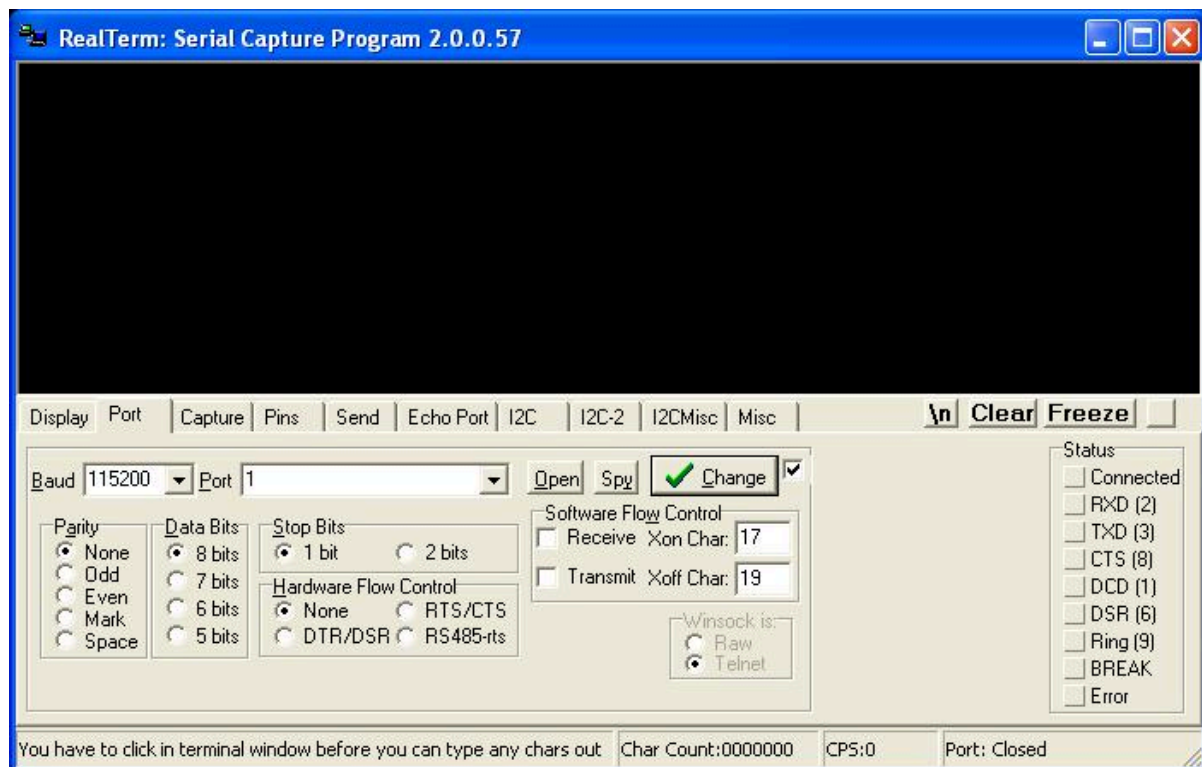 RealTerm: Serial Capture Program 2.0.0.57
Display Port Capture Pins Send Echo Port I2C I2C-2 I2CMisc Misc \n Clear Freeze
Baud 115200 Port 1 Open Spy Change
Parity
None
Odd
Even
Mark
Space
Data Bits
8 bits
7 bits
6 bits
5 bits
Stop Bits
1 bit 2 bits
Hardware Flow Control
None RTS/CTS
DTR/DSR RS485-rts
Software Flow Control
Receive Xon Char: 17
Transmit Xoff Char: 19
Winsock is:
Raw
Telnet
Status
Connected
RXD (2)
TXD (3)
CTS (8)
DCD (1)
DSR (6)
Ring (9)
BREAK
Error
You have to click in terminal window before you can type any chars out Char Count:0000000 CPS:0 Port: Closed